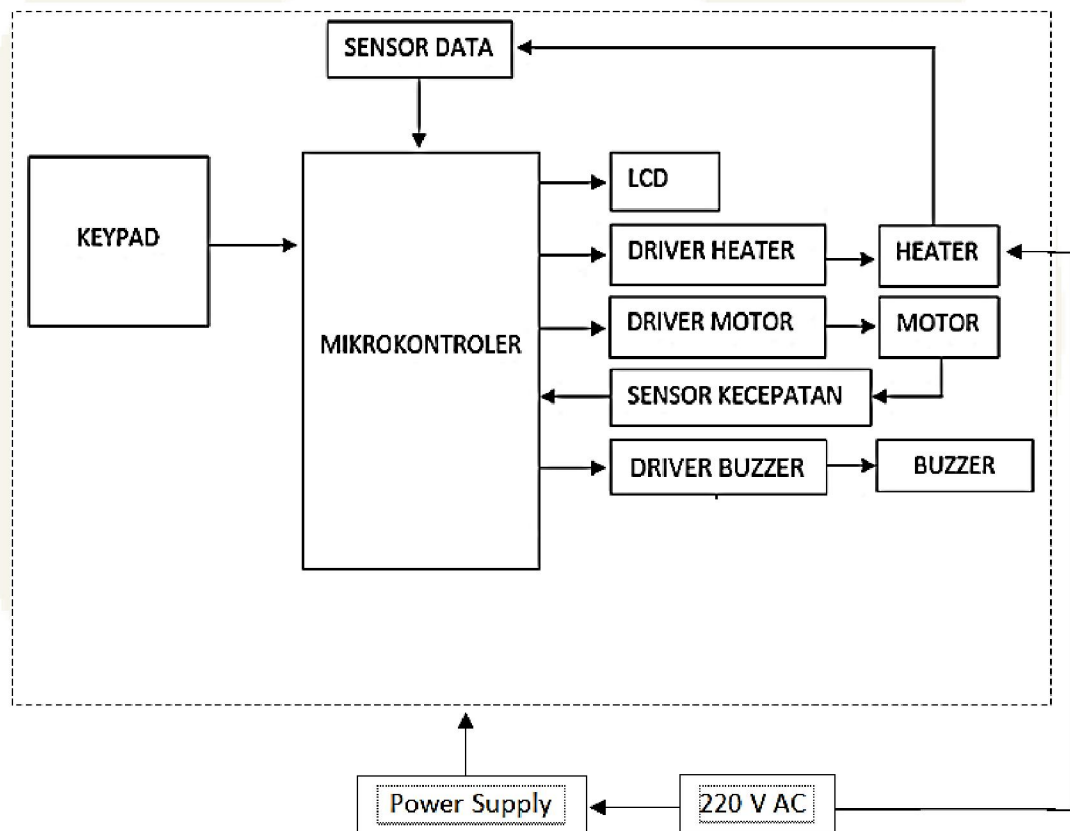 SENSOR DATA
KEYPAD
MIKROKONTROLER
LCD
DRIVER HEATER
HEATER
DRIVER MOTOR
MOTOR
SENSOR KECEPATAN
DRIVER BUZZER
BUZZER
Power Supply
220 V AC